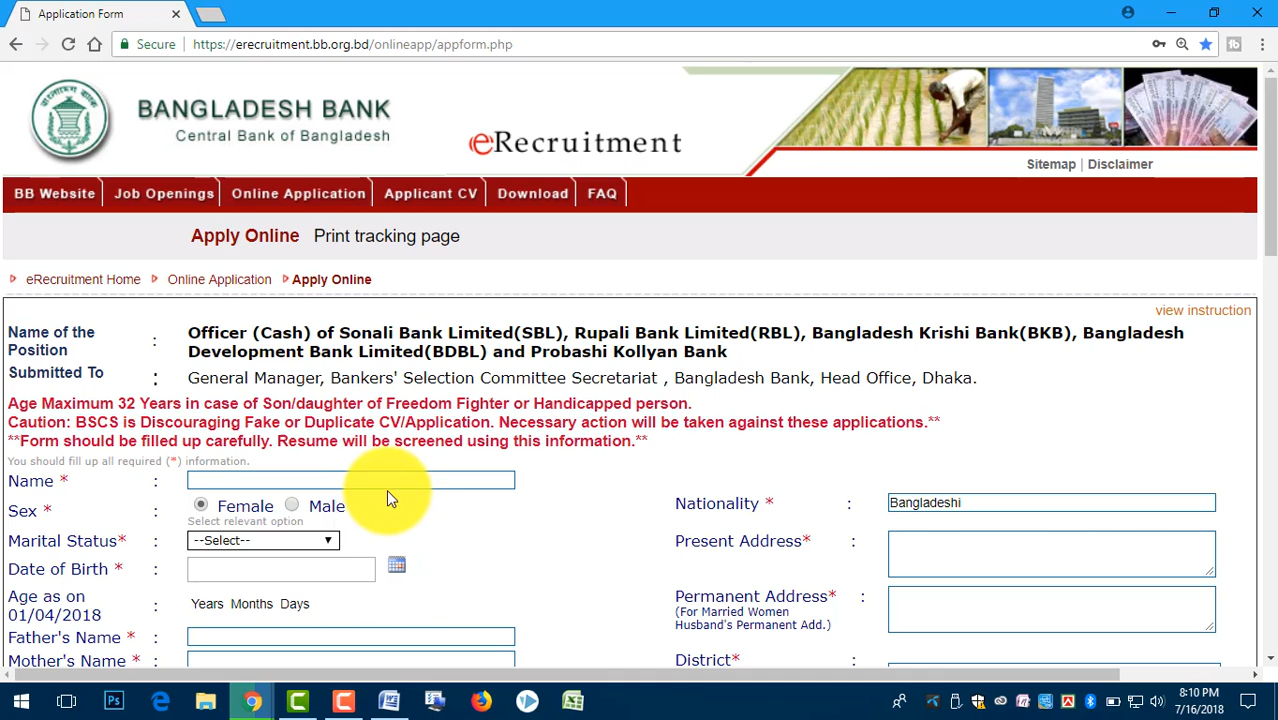 Application Form
Secure
https://erecruitment.bb.org.bd/onlineapp/appform.php
BANGLADESH BANK
Central Bank of Bangladesh
eRecruitment
Sitemap | Disclaimer
BB Website
Job Openings
Online Application
Applicant CV
Download
FAQ
Apply Online
Print tracking page
eRecruitment Home
Online Application
Apply Online
view instruction
Name of the Position :
Officer (Cash) of Sonali Bank Limited(SBL), Rupali Bank Limited(RBL), Bangladesh Krishi Bank(BKB), Bangladesh
Development Bank Limited(BDBL) and Probashi Kollyan Bank
Submitted To : General Manager, Bankers' Selection Committee Secretariat , Bangladesh Bank, Head Office, Dhaka.
Age Maximum 32 Years in case of Son/daughter of Freedom Fighter or Handicapped person.
Caution: BSCS is Discouraging Fake or Duplicate CV/Application. Necessary action will be taken against these applications.**
**Form should be filled up carefully. Resume will be screened using this information.**
You should fill up all required (*) information.
Name * :
Sex * : Female Male
Select relevant option
Nationality * : Bangladeshi
Marital Status* : --Select--
Present Address* :
Date of Birth * :
Age as on
01/04/2018 : Years Months Days
Permanent Address* :
(For Married Women
Husband's Permanent Add.)
Father's Name * :
Mother's Name * :
District* :
8:10 PM
7/16/2018